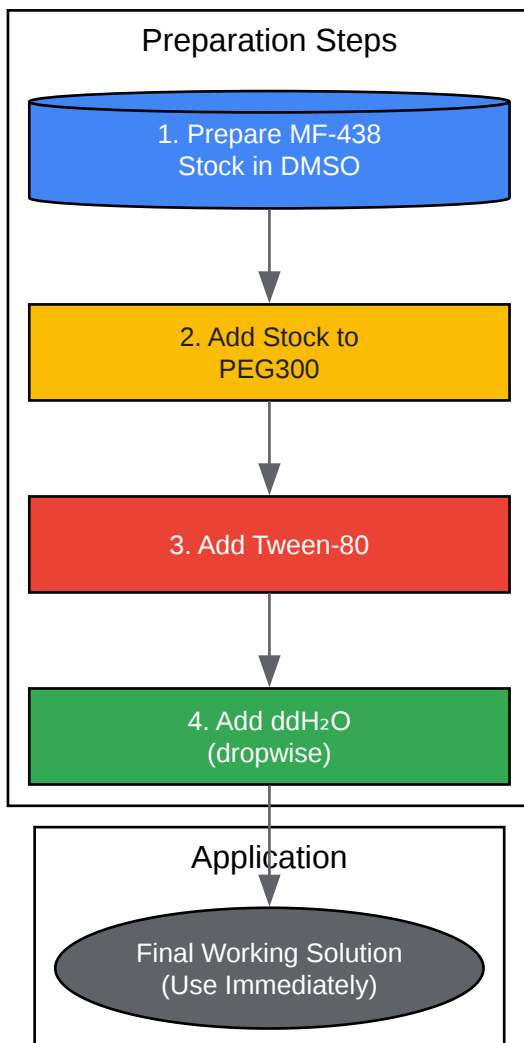 Preparation Steps
1. Prepare MF-438
Stock in DMSO
2. Add Stock to
PEG300
3. Add Tween-80
4. Add ddH₂O
(dropwise)
Application
Final Working Solution
(Use Immediately)